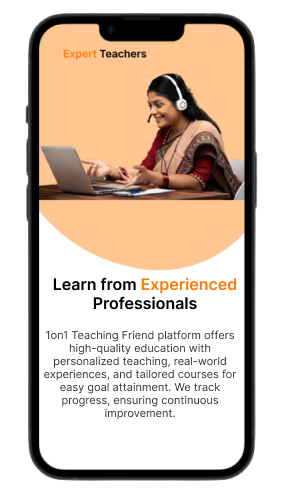 Expert Teachers
Learn from Experienced
Professionals
1on1 Teaching Friend platform offers
high-quality education with
personalized teaching, real-world
experiences, and tailored courses for
easy goal attainment. We track
progress, ensuring continuous
improvement.